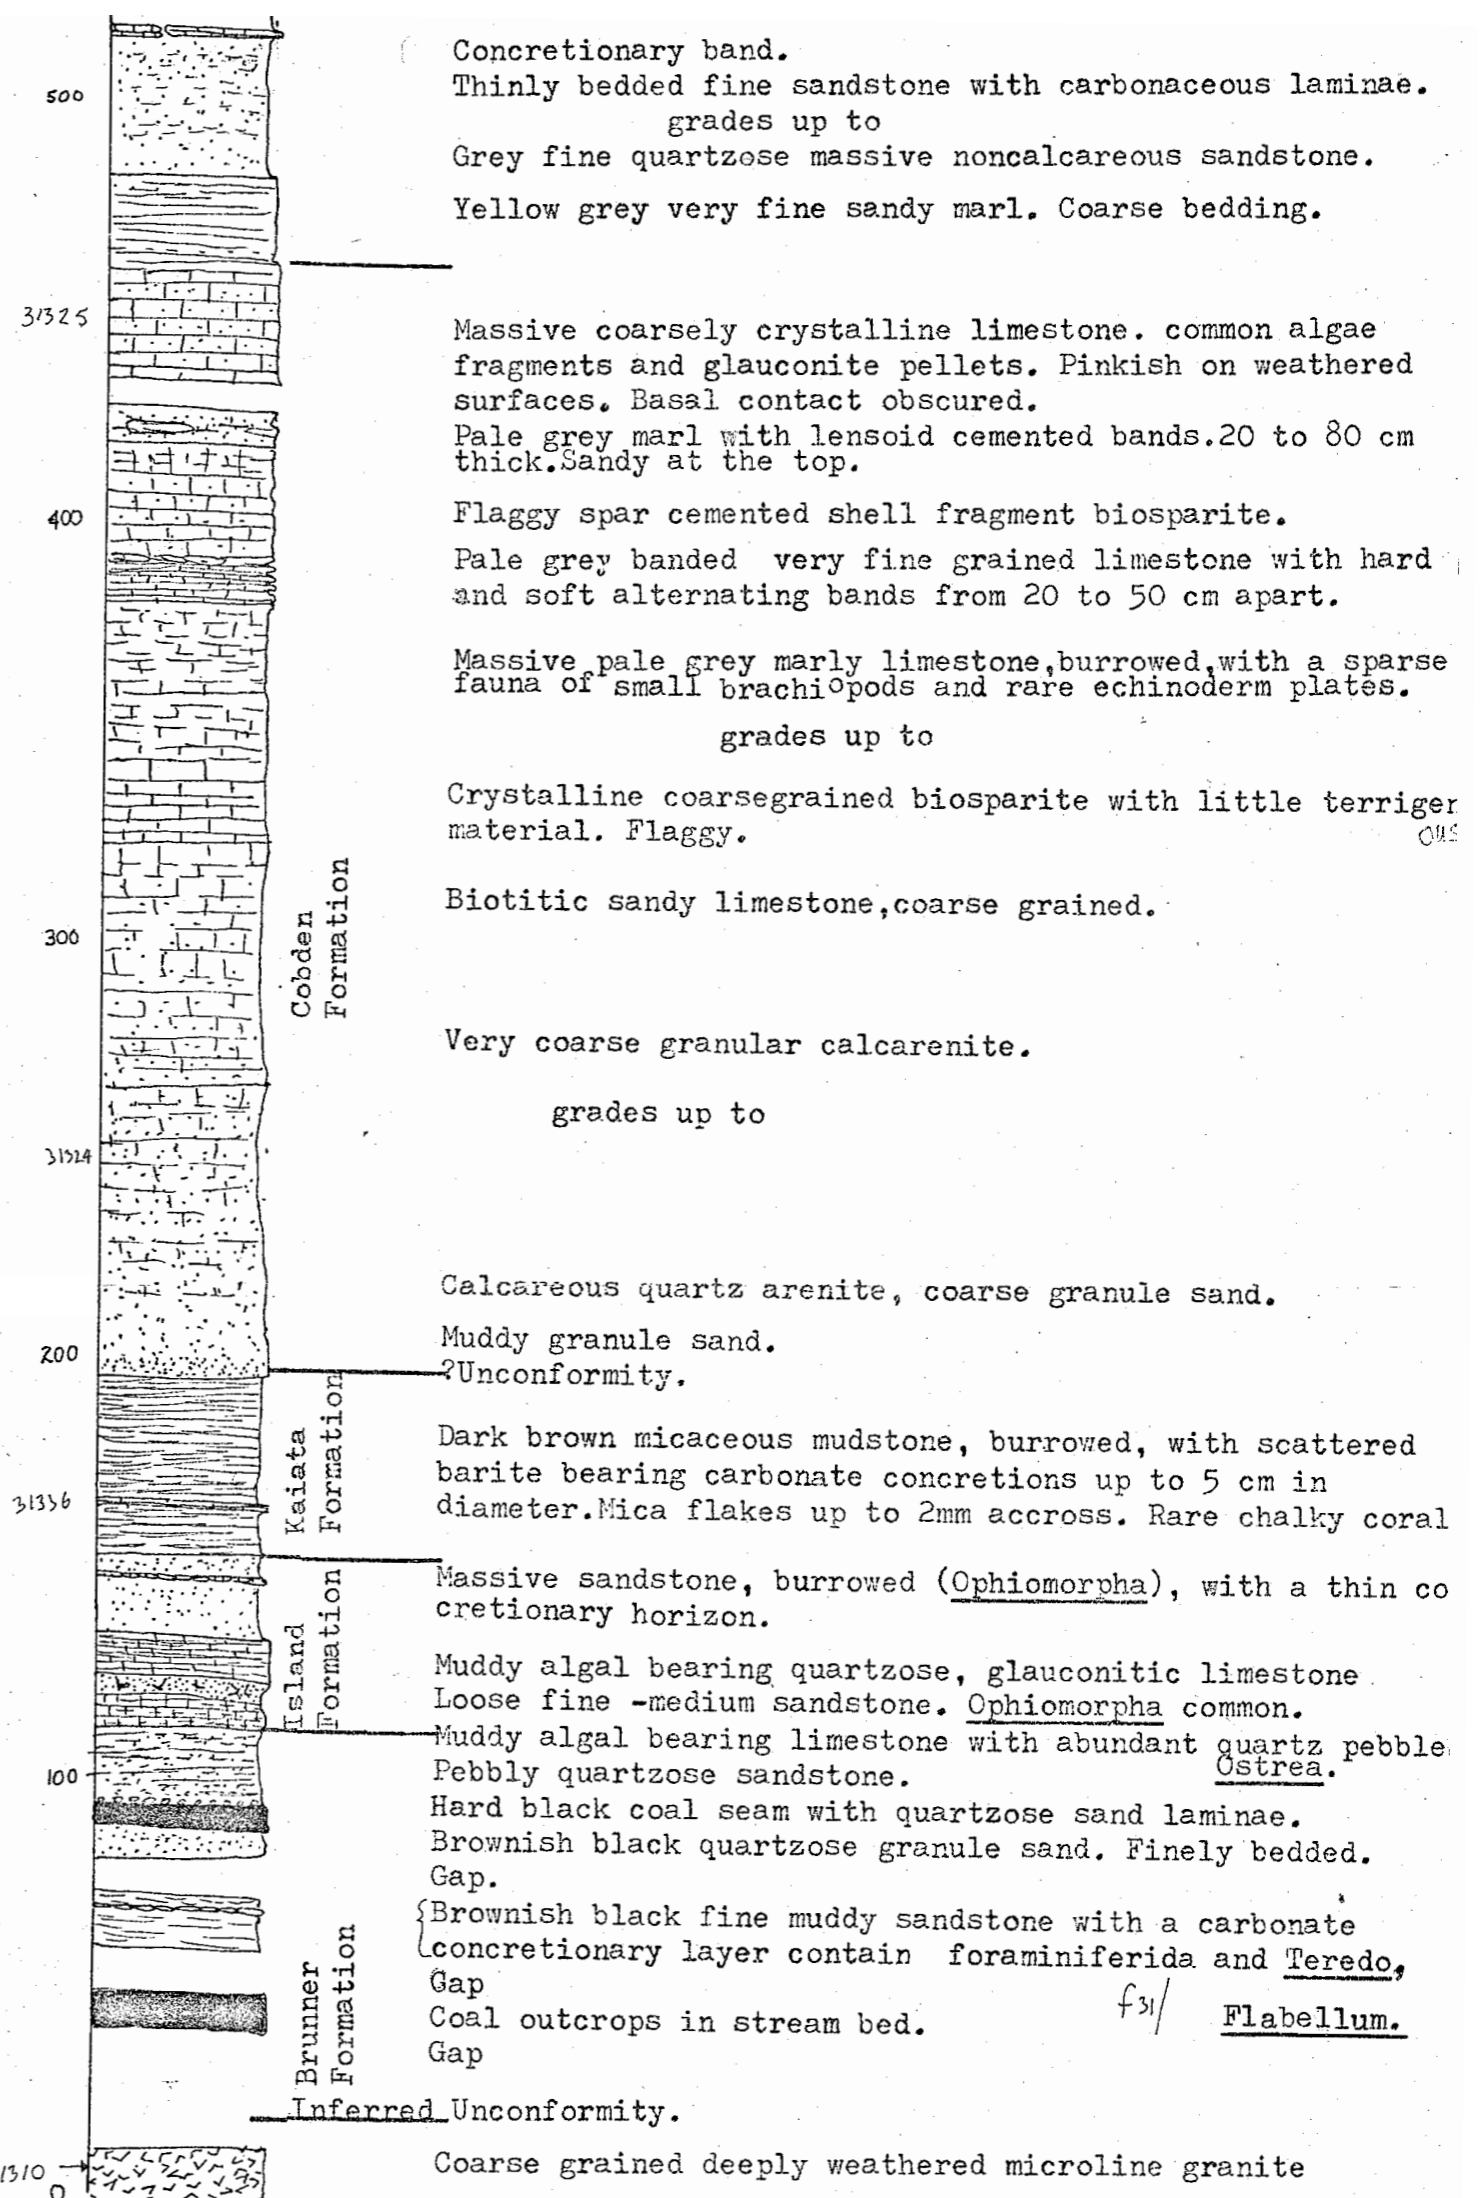 Concretionary band.
500
Thinly bedded fine sandstone with carbonaceous laminae.
grades up to
Grey fine quartzose massive noncalcareous sandstone.
Yellow grey very fine sandy marl. Coarse bedding.
31325
Massive coarsely crystalline limestone. common algae
fragments and glauconite pellets. Pinkish on weathered
surfaces. Basal contact obscured.
Pale grey marl with lensoid cemented bands.20 to 80 cm
thick.Sandy at the top.
400
Flaggy spar cemented shell fragment biosparite.
Pale grey banded very fine grained limestone with hard
and soft alternating bands from 20 to 50 cm apart.
Massive pale grey marly limestone,burrowed,with a sparse
fauna of small brachiopods and rare echinoderm plates.
grades up to
Crystalline coarsegrained biosparite with little terrigen
ous
material. Flaggy.
Biotitic sandy limestone,coarse grained.
300
Cobden
Formation
Very coarse granular calcarenite.
grades up to
31324
Calcareous quartz arenite, coarse granule sand.
Muddy granule sand.
200
?Unconformity.
Kaiata
Formation
Dark brown micaceous mudstone, burrowed, with scattered
barite bearing carbonate concretions up to 5 cm in
diameter.Mica flakes up to 2mm accross. Rare chalky coral
31336
Massive sandstone, burrowed (Ophiomorpha), with a thin co
cretionary horizon.
Island
Formation
Muddy algal bearing quartzose, glauconitic limestone
Loose fine -medium sandstone. Ophiomorpha common.
Muddy algal bearing limestone with abundant quartz pebble
Ostrea.
100
Pebbly quartzose sandstone.
Hard black coal seam with quartzose sand laminae.
Brownish black quartzose granule sand. Finely bedded.
Gap.
Brownish black fine muddy sandstone with a carbonate
concretionary layer contain foraminiferida and Teredo,
Gap
f31/
Flabellum.
Coal outcrops in stream bed.
Gap
Brunner
Formation
Inferred Unconformity.
1310
0
Coarse grained deeply weathered microline granite